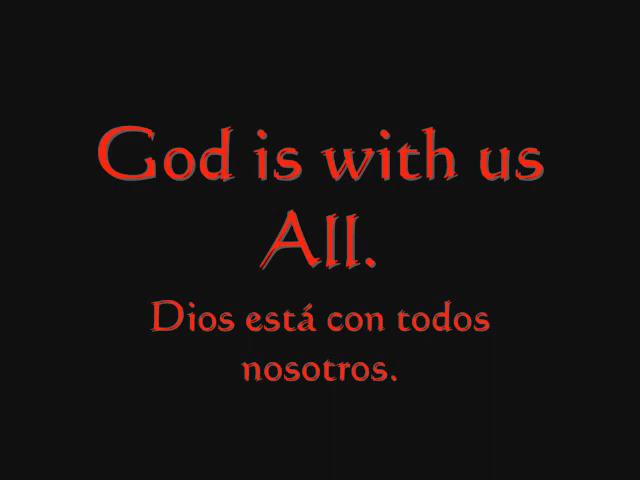 God is with us
All.
Dios está con todos
nosotros.